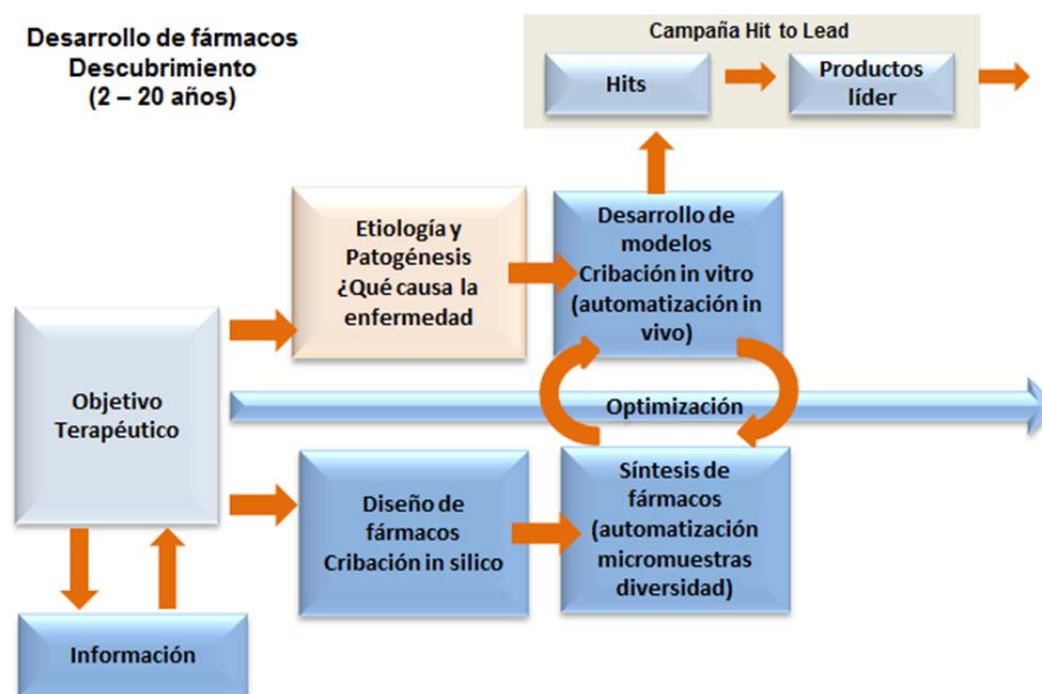 Desarrollo de fármacos
Descubrimiento
(2 – 20 años)
Campaña Hit to Lead
Hits
Productos
líder
Etiología y
Patogénesis
¿Qué causa la
enfermedad
Desarrollo de
modelos
Cribación in vitro
(automatización in
vivo)
Objetivo
Terapéutico
Optimización
Diseño de
fármacos
Cribación in silico
Síntesis de
fármacos
(automatización
micromuestras
diversidad)
Información